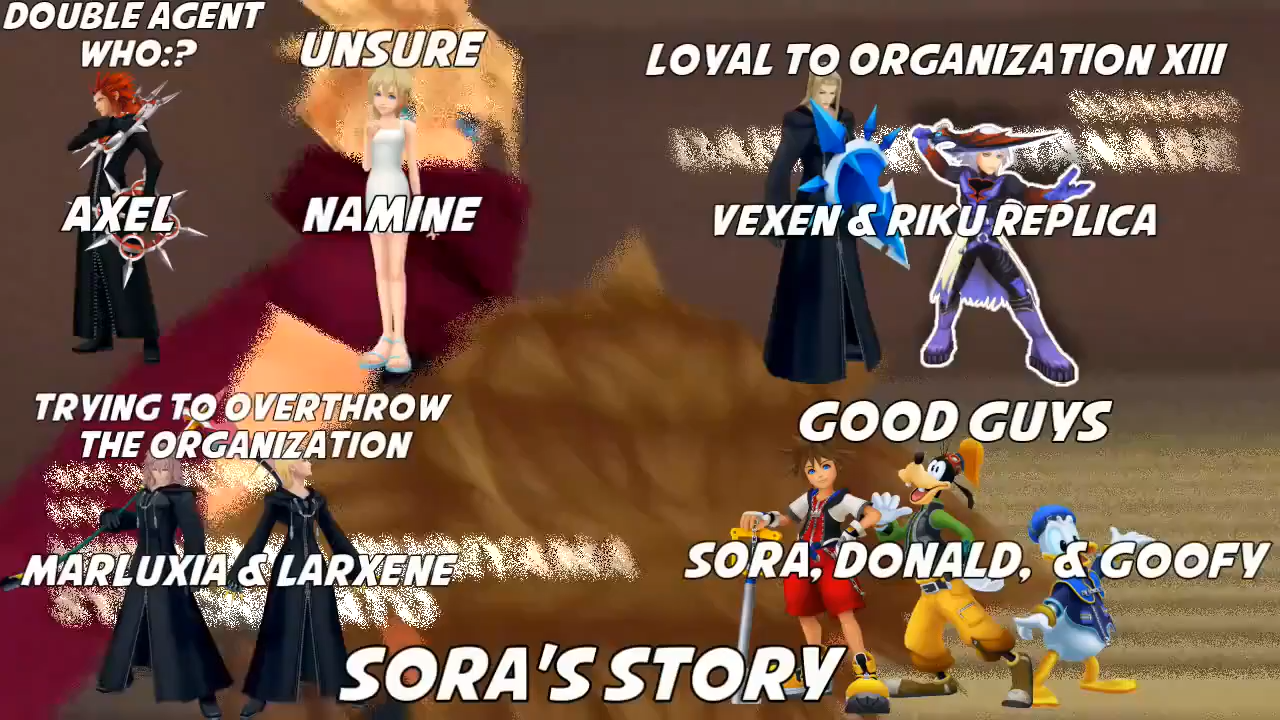 DOUBLE AGENT
WHO:?
AXEL
UNSURE
NAMINE
LOYAL TO ORGANIZATION XIII
VEXEN & RIKU REPLICA
TRYING TO OVERTHROW
THE ORGANIZATION
MARLUXIA & LARXENE
GOOD GUYS
SORA, DONALD, & GOOFY
SORA'S STORY